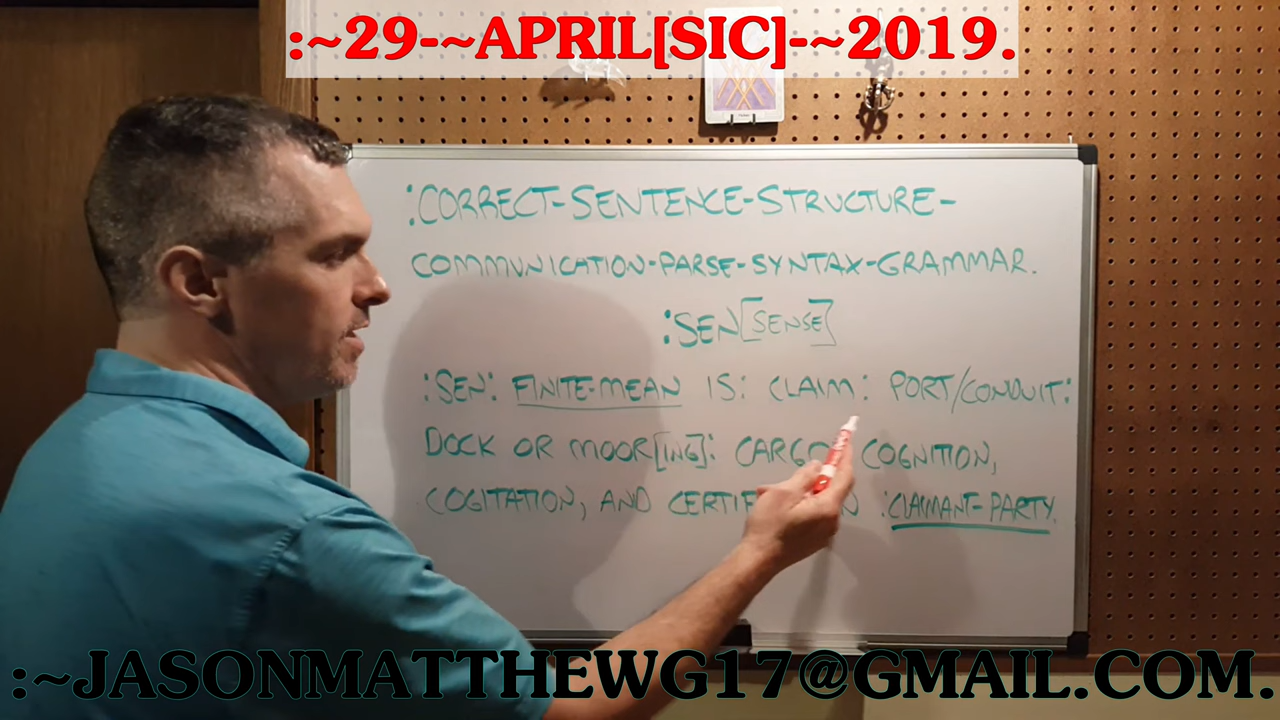 :~29-~APRIL[SIC]-~2019.
:CORRECT-SENTENCE-STRUCTURE-
COMMUNICATION-PARSE-SYNTAX-GRAMMAR.
:SEN[SENSE]
:SEN: FINITE-MEAN IS: CLAIM: PORT/CONDUIT:
DOCK OR MOOR[ING]: CARGO COGNITION,
COGITATION, AND :CLAIMANT-PARTY.
:~JASONMATTHEWG17@GMAIL.COM.